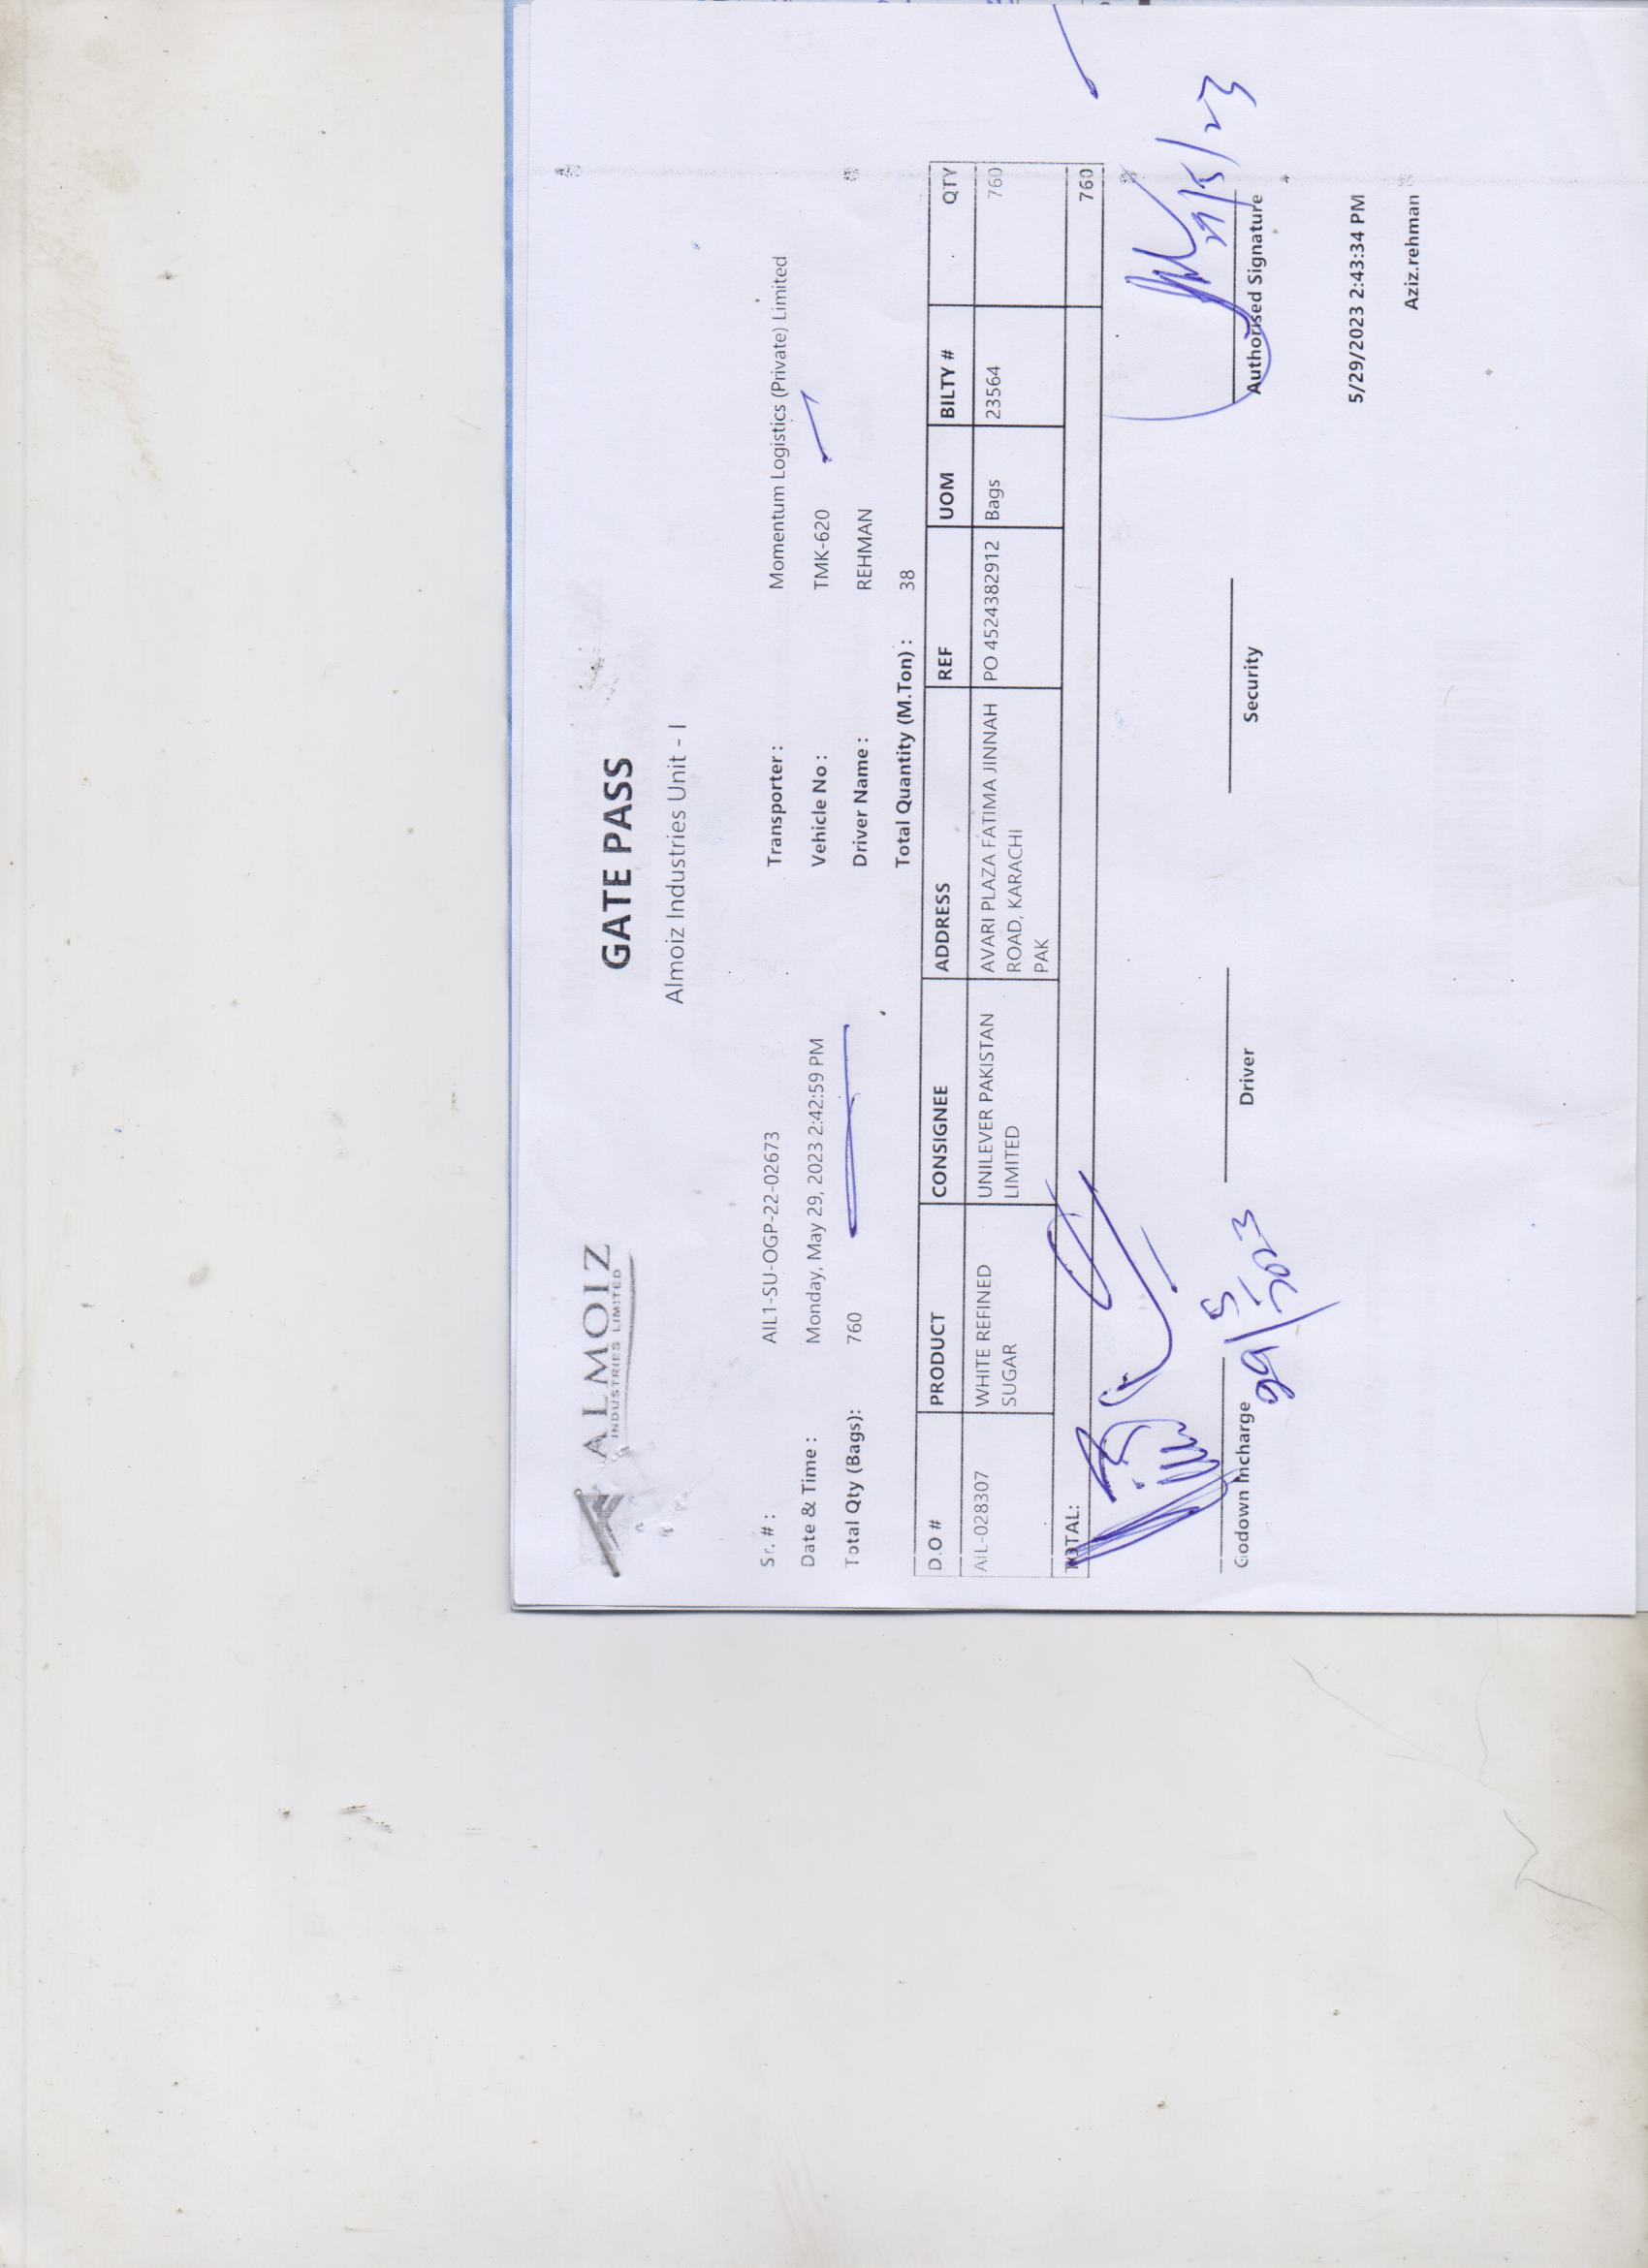 ALMOIZ
INDUSTRIES LIMITED
GATE PASS
Almoiz Industries Unit - I
Sr. # : AIL1-SU-OGP-22-02673 Transporter : Momentum Logistics (Private) Limited
Date & Time : Monday, May 29, 2023 2:42:59 PM Vehicle No : TMK-620
Total Qty (Bags): 760 Driver Name : REHMAN
Total Quantity (M.Ton) : 38
D.O # PRODUCT CONSIGNEE ADDRESS REF UOM BILTY # QTY
AIL-028307 WHITE REFINED UNILEVER PAKISTAN AVARI PLAZA FATIMA JINNAH PO 4524382912 Bags 23564 760
SUGAR LIMITED ROAD, KARACHI
PAK
TOTAL: 760
29/5/23
Godown Incharge Driver Security Authorised Signature
29/5/2023
5/29/2023 2:43:34 PM
Aziz.rehman